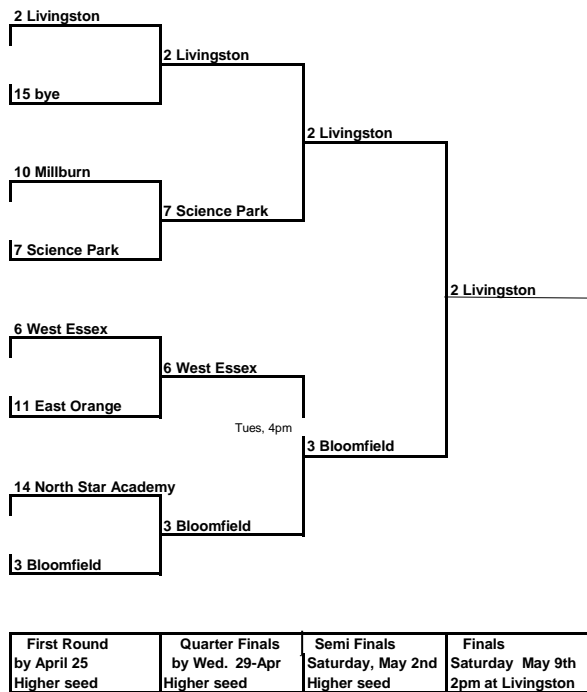 2 Livingston
2 Livingston
15 bye
2 Livingston
10 Millburn
7 Science Park
7 Science Park
2 Livingston
6 West Essex
6 West Essex
11 East Orange
Tues, 4pm
3 Bloomfield
14 North Star Academy
3 Bloomfield
3 Bloomfield
First Round Quarter Finals Semi Finals Finals
by April 25 by Wed. 29-Apr Saturday, May 2nd Saturday May 9th
Higher seed Higher seed Higher seed 2pm at Livingston